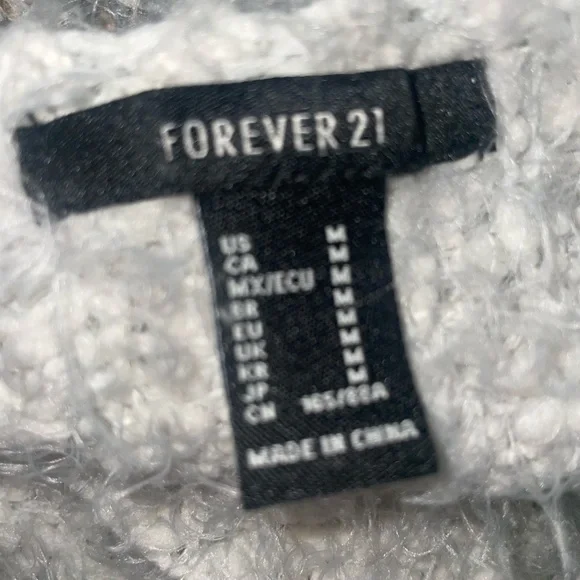 FOREVER 21
US M
CA M
MX/ECU M
BR M
EU M
UK M
KR M
JP M
CN 165/88A
MADE IN CHINA